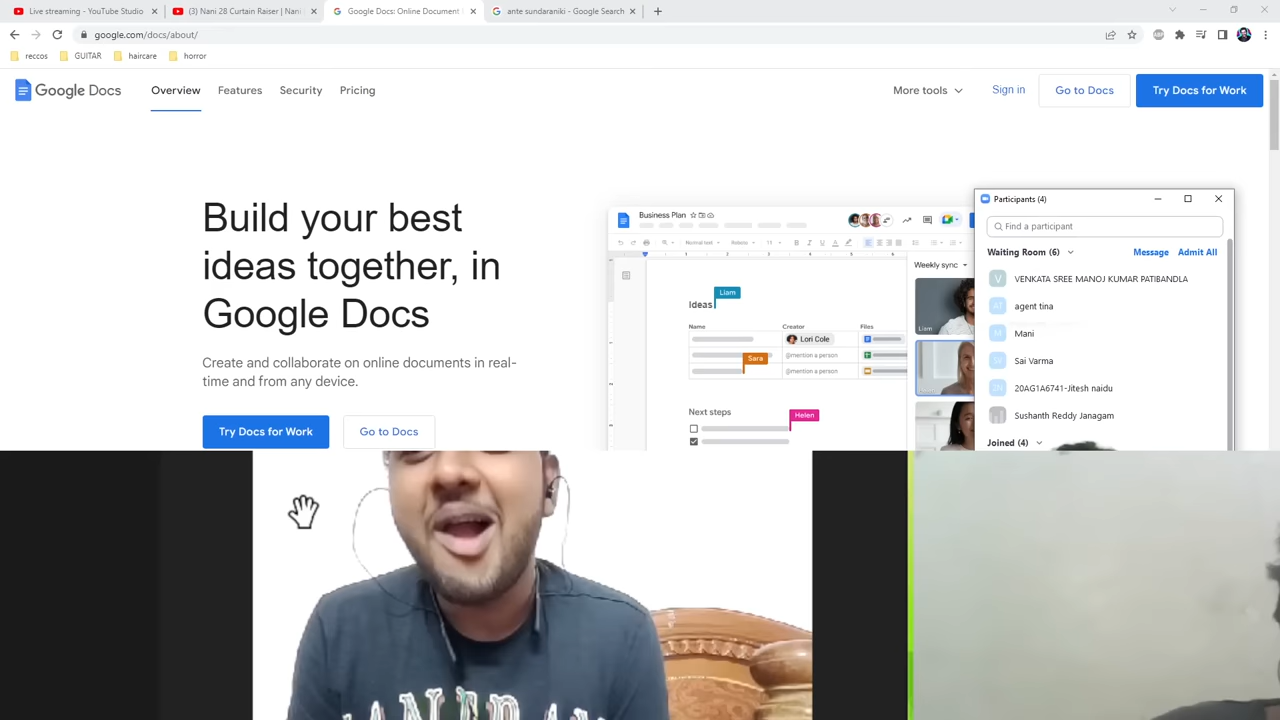 Live streaming - YouTube Studio
(3) Nani 28 Curtain Raiser | Nani 2
Google Docs: Online Document
ante sundaraniki - Google Search
google.com/docs/about/
reccos
GUITAR
haircare
horror
Google Docs
Overview
Features
Security
Pricing
More tools
Sign in
Go to Docs
Try Docs for Work
Build your best
ideas together, in
Google Docs
Create and collaborate on online documents in real-
time and from any device.
Try Docs for Work
Go to Docs
Business Plan
Normal text
Weekly sync
Liam
Ideas
Name
Creator
Files
Lori Cole
@mention a person
Sara
@mention a person
Next steps
Helen
Liam
Participants (4)
Find a participant
Waiting Room (6)
Message
Admit All
V
VENKATA SREE MANOJ KUMAR PATIBANDLA
AT
agent tina
Mani
Sai Varma
20AG1A6741-Jitesh naidu
Sushanth Reddy Janagam
Joined (4)